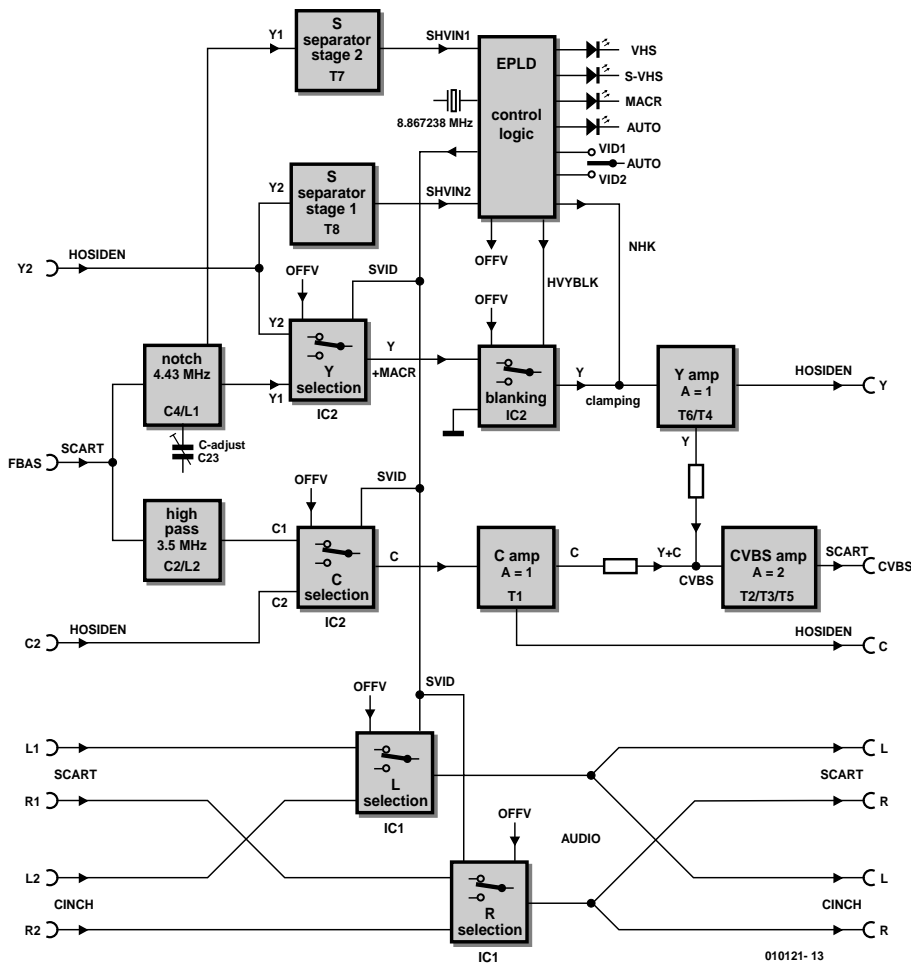 S
separator
stage 2
T7
Y1
SHVIN1
EPLD
control
logic
8.867238 MHz
VHS
S-VHS
MACR
AUTO
VID1
AUTO
VID2
S
separator
stage 1
T8
Y2
SHVIN2
Y2
HOSIDEN
OFFV
SVID
OFFV
HVYBLK
NHK
OFFV
Y2
Y
selection
IC2
Y1
Y
+MACR
blanking
IC2
Y
clamping
Y amp
A = 1
T6/T4
HOSIDEN
Y
notch
4.43 MHz
C4/L1
C-adjust
C23
FBAS
SCART
Y
high
pass
3.5 MHz
C2/L2
C1
OFFV
SVID
C
selection
IC2
C2
C
C amp
A = 1
T1
C
Y+C
CVBS
CVBS amp
A = 2
T2/T3/T5
SCART
CVBS
C2
HOSIDEN
HOSIDEN
C
OFFV
SVID
L1
SCART
R1
L
selection
IC1
L
SCART
R
OFFV
AUDIO
L2
CINCH
R2
R
selection
IC1
L
CINCH
R
010121- 13